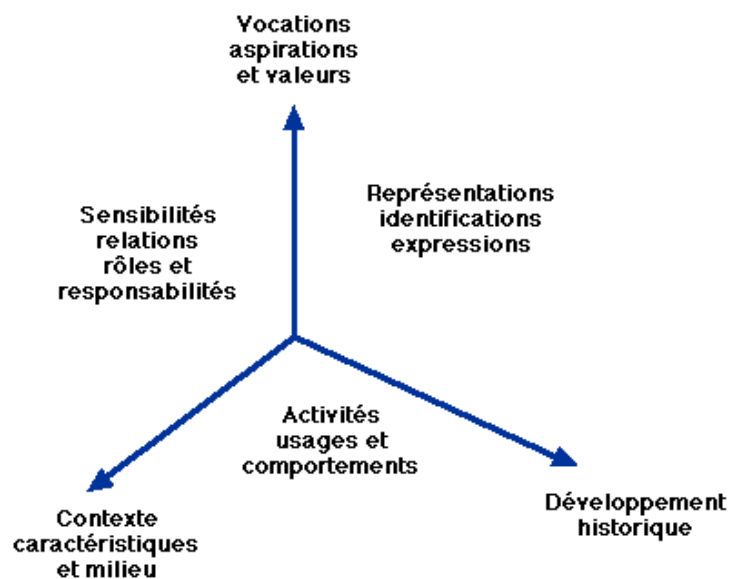 Vocations
aspirations
et valeurs
Sensibilités
relations
rôles et
responsabilités
Représentations
identifications
expressions
Activités
usages et
comportements
Contexte
caractéristiques
et milieu
Développement
historique